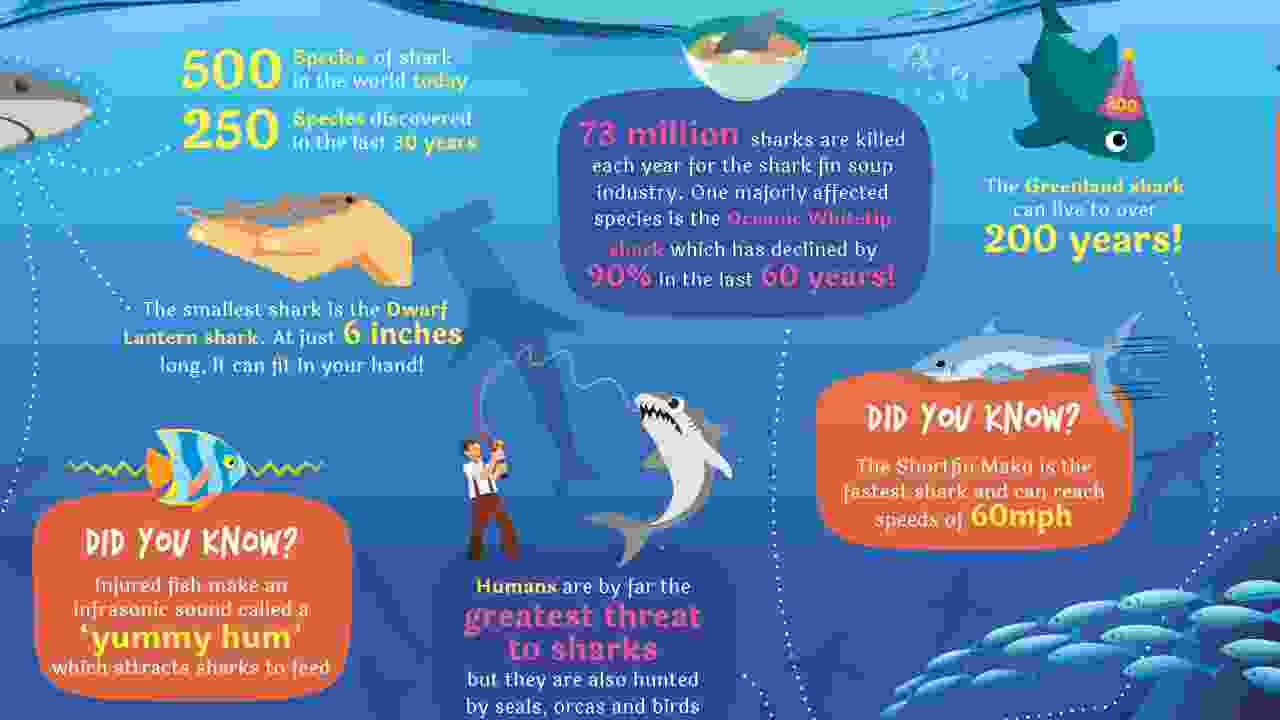 500 Species of shark
in the world today
250 Species discovered
in the last 30 years
The smallest shark is the Dwarf
Lantern shark. At just 6 inches
long, it can fit in your hand!
73 million sharks are killed
each year for the shark fin soup
industry. One majorly affected
species is the Oceanic Whitetip
shark which has declined by
90% in the last 60 years!
200
The Greenland shark
can live to over
200 years!
DID YOU KNOW?
The Shortfin Mako is the
fastest shark and can reach
speeds of 60mph
DID YOU KNOW?
Injured fish make an
infrasonic sound called a
'yummy hum'
which attracts sharks to feed
Humans are by far the
greatest threat
to sharks
but they are also hunted
by seals, orcas and birds